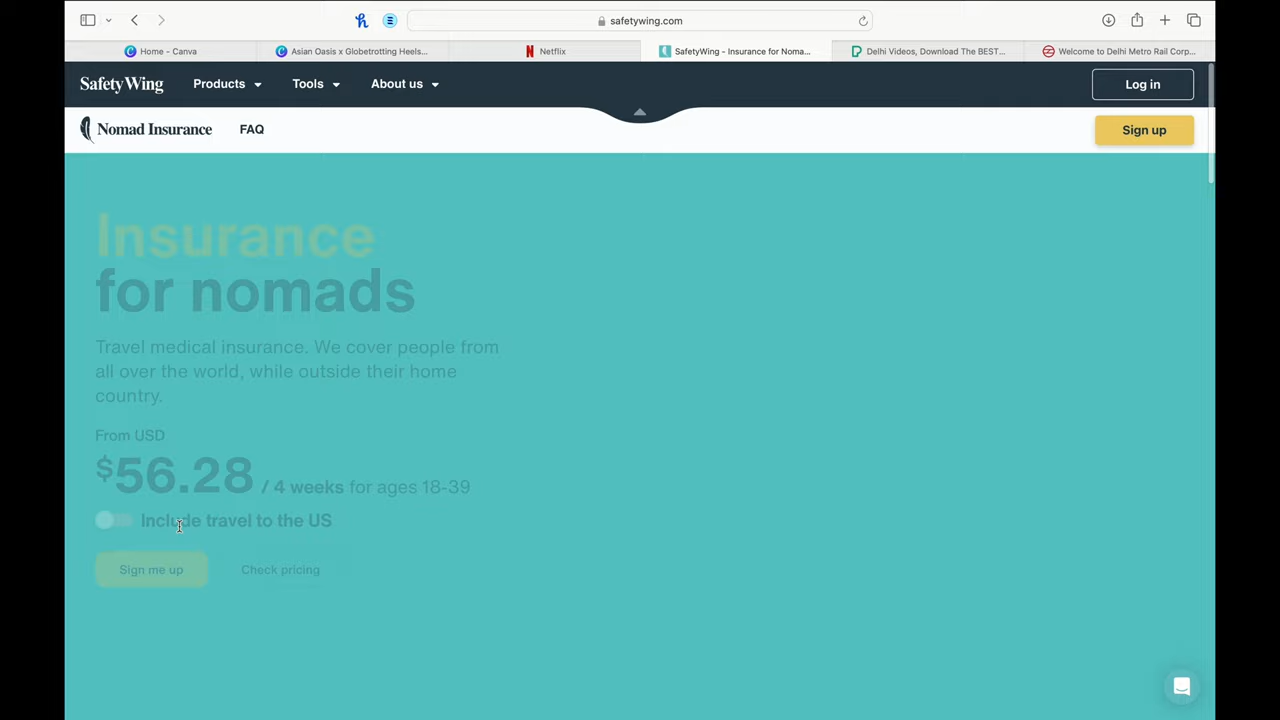 safetywing.com
Home - Canva
Asian Oasis x Globetrotting Heels...
Netflix
SafetyWing - Insurance for Noma...
Delhi Videos, Download The BEST...
Welcome to Delhi Metro Rail Corp...
SafetyWing
Products
Tools
About us
Log in
Nomad Insurance
FAQ
Sign up
Insurance
for nomads
Travel medical insurance. We cover people from
all over the world, while outside their home
country.
From USD
$56.28 / 4 weeks for ages 18-39
Include travel to the US
Sign me up
Check pricing